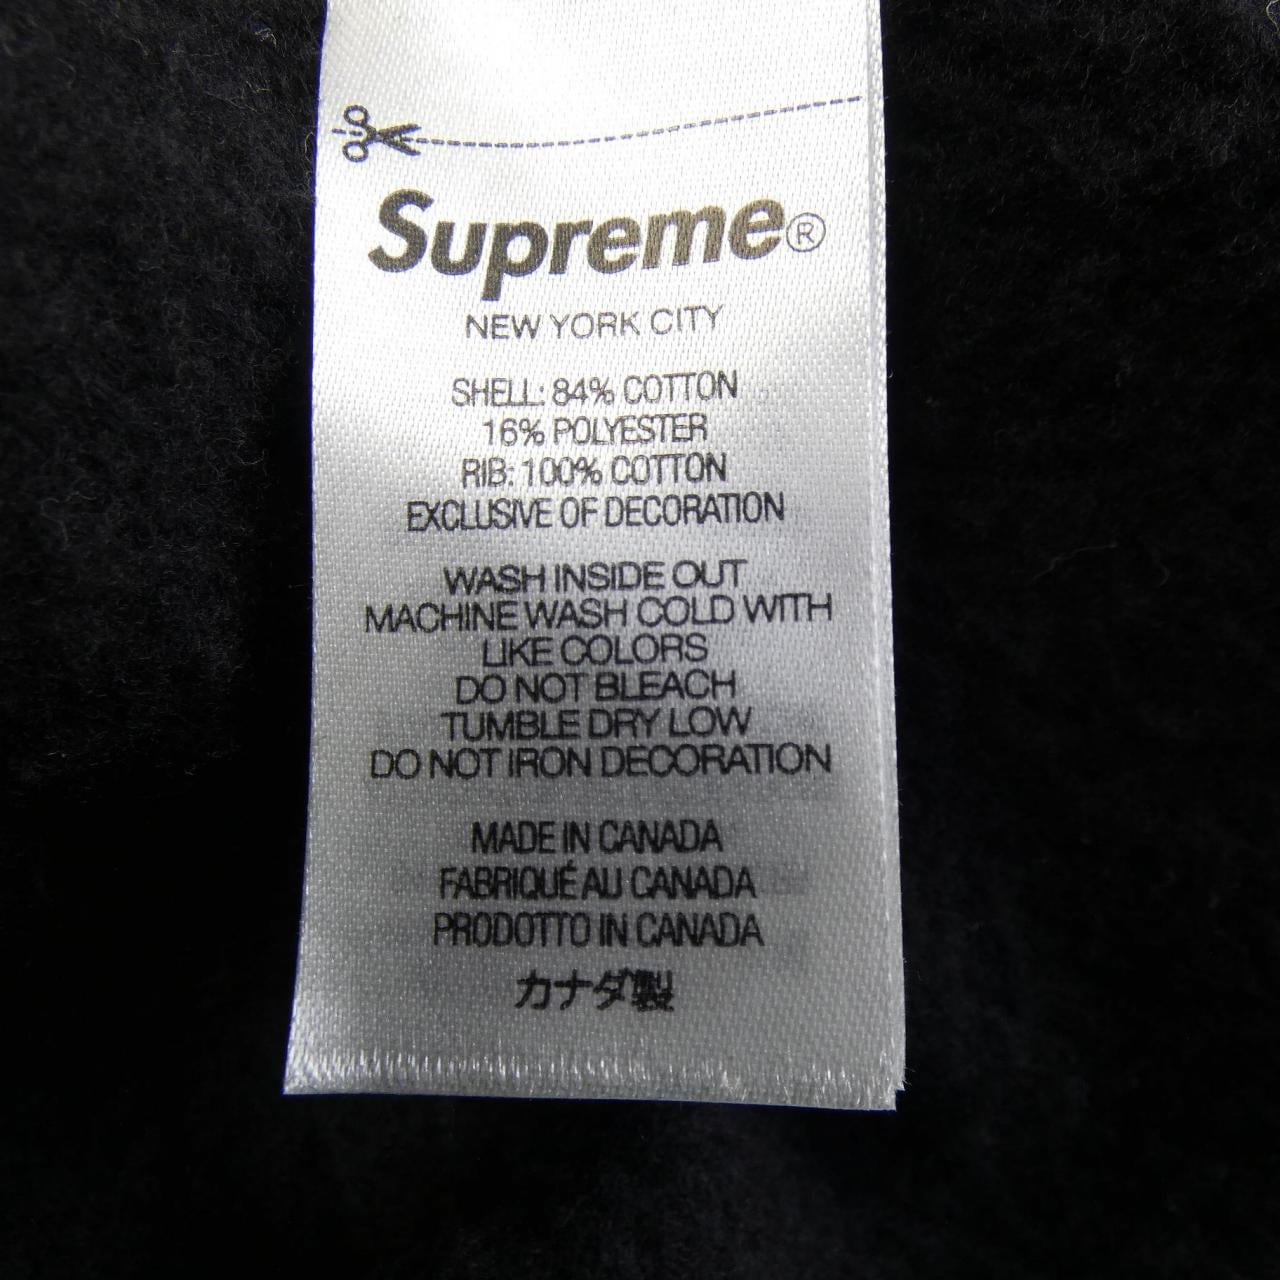 Supreme®
NEW YORK CITY
SHELL: 84% COTTON
16% POLYESTER
RIB: 100% COTTON
EXCLUSIVE OF DECORATION
WASH INSIDE OUT
MACHINE WASH COLD WITH
LIKE COLORS
DO NOT BLEACH
TUMBLE DRY LOW
DO NOT IRON DECORATION
MADE IN CANADA
FABRIQUÉ AU CANADA
PRODOTTO IN CANADA
カナダ製